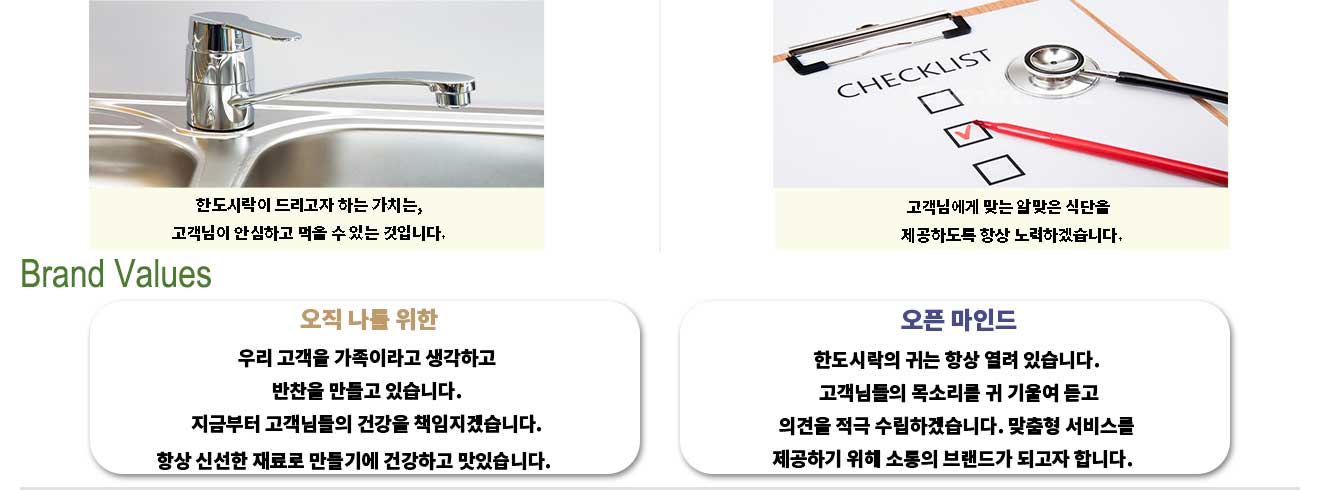 CHECKLIST
한도시락이 드리고자 하는 가치는,
고객님이 안심하고 먹을 수 있는 것입니다.
고객님에게 맞는 알맞은 식단을
제공하도록 항상 노력하겠습니다.
Brand Values
오직 나를 위한
우리 고객을 가족이라고 생각하고
반찬을 만들고 있습니다.
지금부터 고객님들의 건강을 책임지겠습니다.
항상 신선한 재료로 만들기에 건강하고 맛있습니다.
오픈 마인드
한도시락의 귀는 항상 열려 있습니다.
고객님들의 목소리를 귀 기울여 듣고
의견을 적극 수립하겠습니다. 맞춤형 서비스를
제공하기 위해 소통의 브랜드가 되고자 합니다.